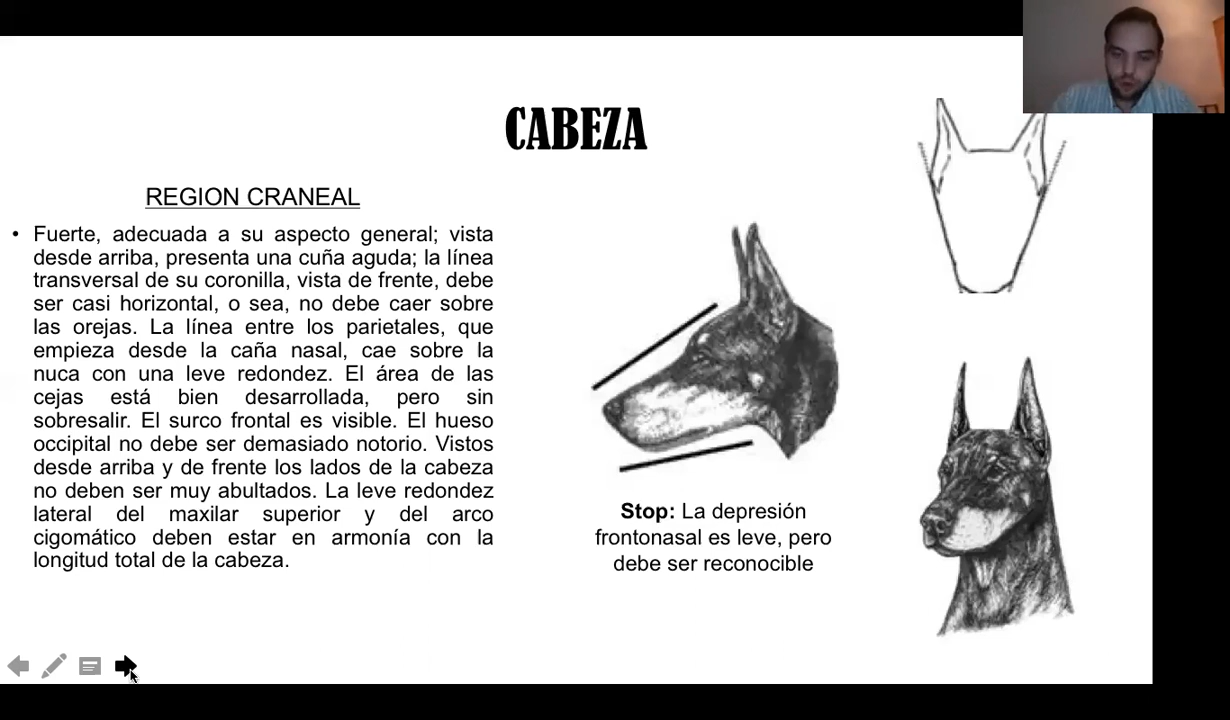 CABEZA
REGION CRANEAL
• Fuerte, adecuada a su aspecto general; vista
desde arriba, presenta una cuña aguda; la línea
transversal de su coronilla, vista de frente, debe
ser casi horizontal, o sea, no debe caer sobre
las orejas. La línea entre los parietales, que
empieza desde la caña nasal, cae sobre la
nuca con una leve redondez. El área de las
cejas está bien desarrollada, pero sin
sobresalir. El surco frontal es visible. El hueso
occipital no debe ser demasiado notorio. Vistos
desde arriba y de frente los lados de la cabeza
no deben ser muy abultados. La leve redondez
lateral del maxilar superior y del arco
cigomático deben estar en armonía con la
longitud total de la cabeza.
Stop: La depresión
frontonasal es leve, pero
debe ser reconocible